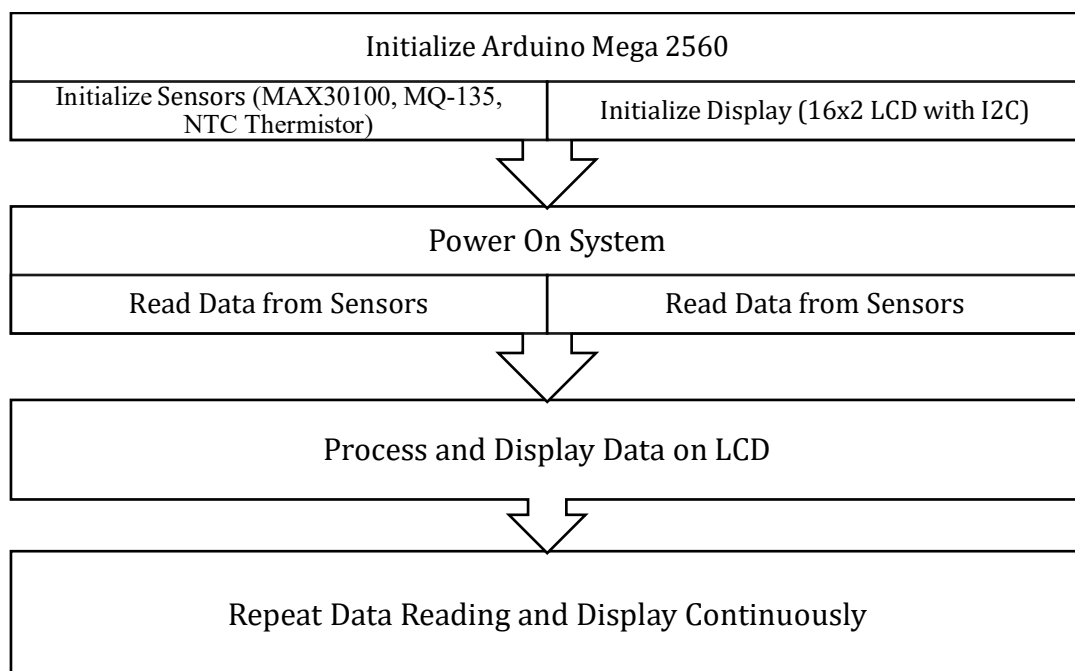 Initialize Arduino Mega 2560
Initialize Sensors (MAX30100, MQ-135,
NTC Thermistor)
Initialize Display (16x2 LCD with I2C)
Power On System
Read Data from Sensors
Read Data from Sensors
Process and Display Data on LCD
Repeat Data Reading and Display Continuously